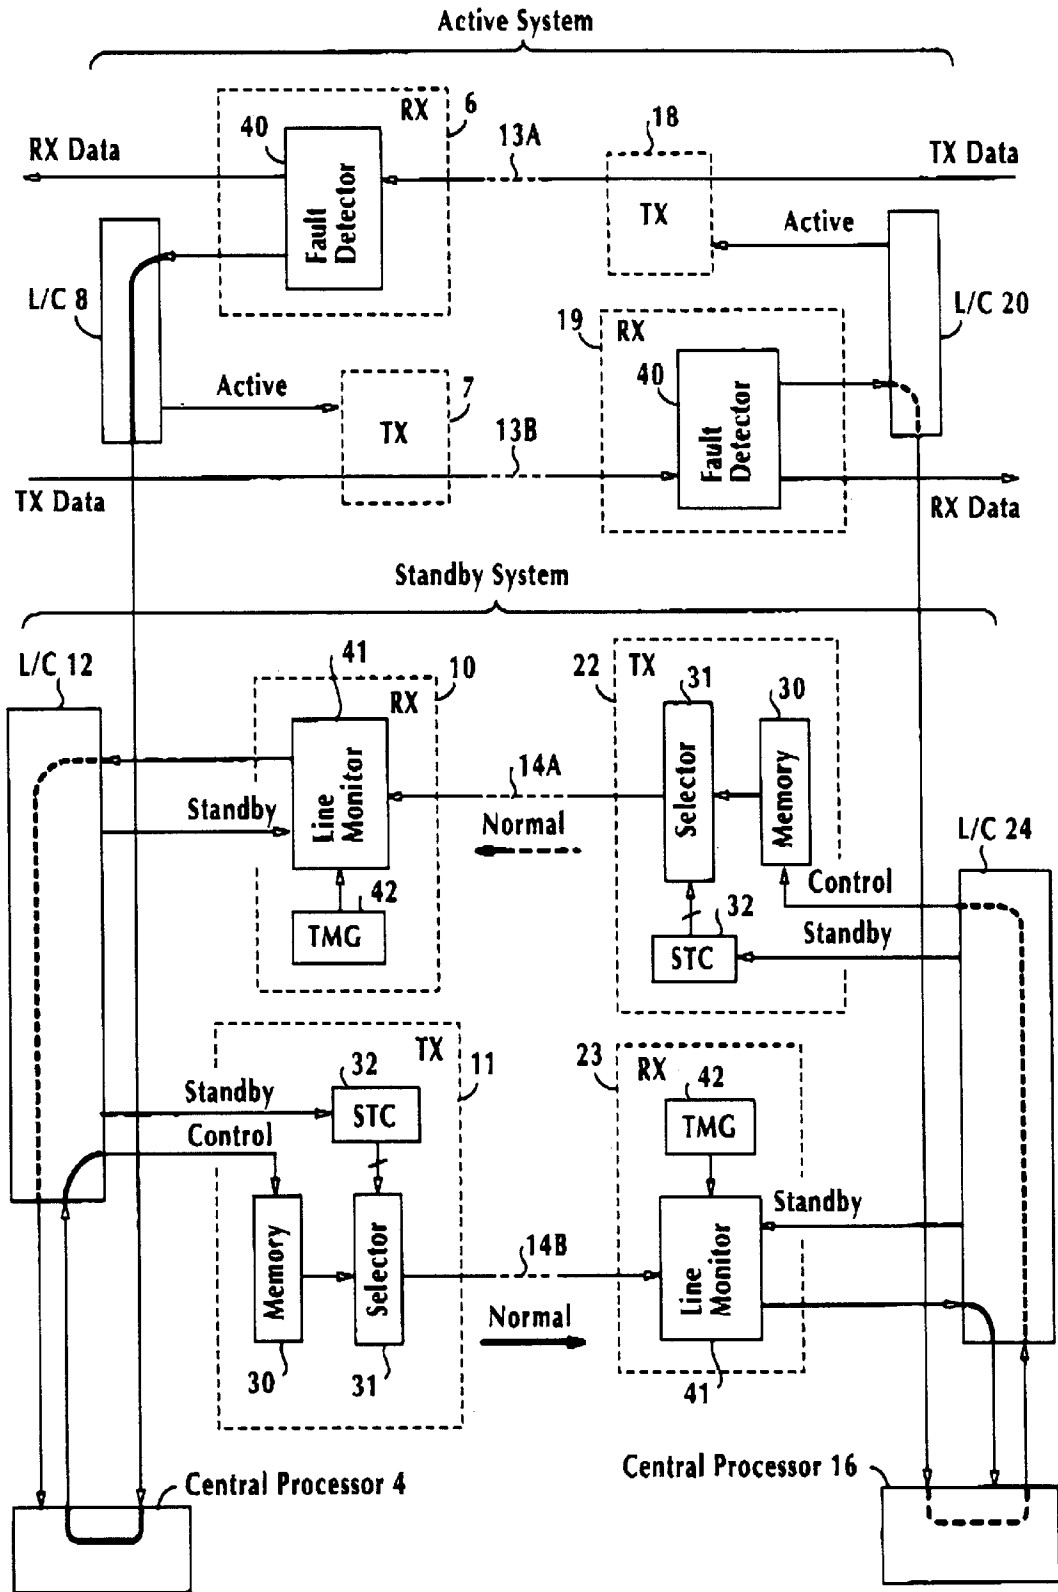 Active System
RX 6
18
40
13A
RX Data
TX Data
Fault Detector
TX
Active
L/C 8
L/C 20
19
RX
7
40
Active
TX
Fault Detector
13B
TX Data
RX Data
Standby System
L/C 12
41
10
22
TX
31
30
RX
Line Monitor
14A
Selector
Memory
Standby
Normal
L/C 24
42
Control
32
TMG
Standby
STC
TX
11
23
RX
32
42
Standby
STC
TMG
Control
Standby
Memory
Selector
14B
Line Monitor
Normal
30
31
41
Central Processor 4
Central Processor 16